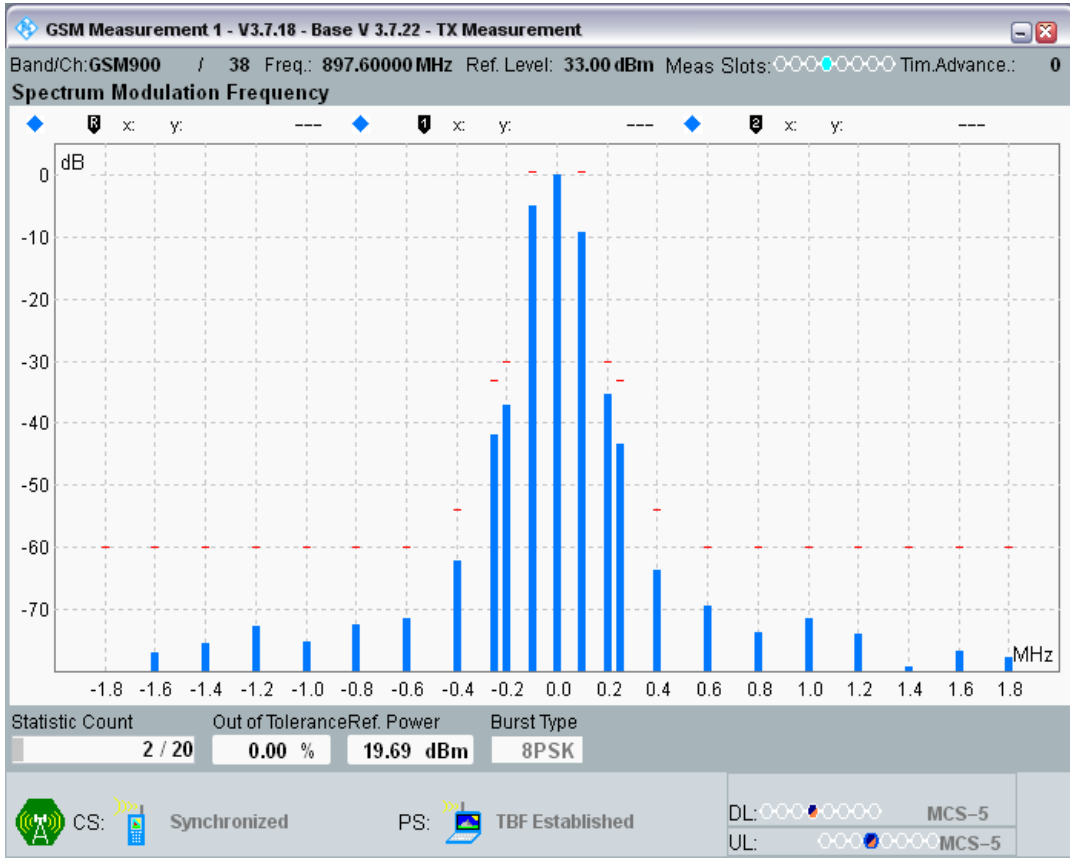 GSM Measurement 1 - V3.7.18 - Base V 3.7.22 - TX Measurement
Band/Ch:GSM900 / 38 Freq.: 897.60000 MHz Ref. Level: 33.00 dBm Meas Slots: Tim.Advance.: 0
Spectrum Modulation Frequency
R x: y: --- 1 x: y: --- 2 x: y: ---
dB
0
-10
-20
-30
-40
-50
-60
-70
MHz
-1.8 -1.6 -1.4 -1.2 -1.0 -0.8 -0.6 -0.4 -0.2 0.0 0.2 0.4 0.6 0.8 1.0 1.2 1.4 1.6 1.8
Statistic Count Out of Tolerance Ref. Power Burst Type
2 / 20 0.00 % 19.69 dBm 8PSK
CS: Synchronized PS: TBF Established
DL: MCS-5
UL: MCS-5